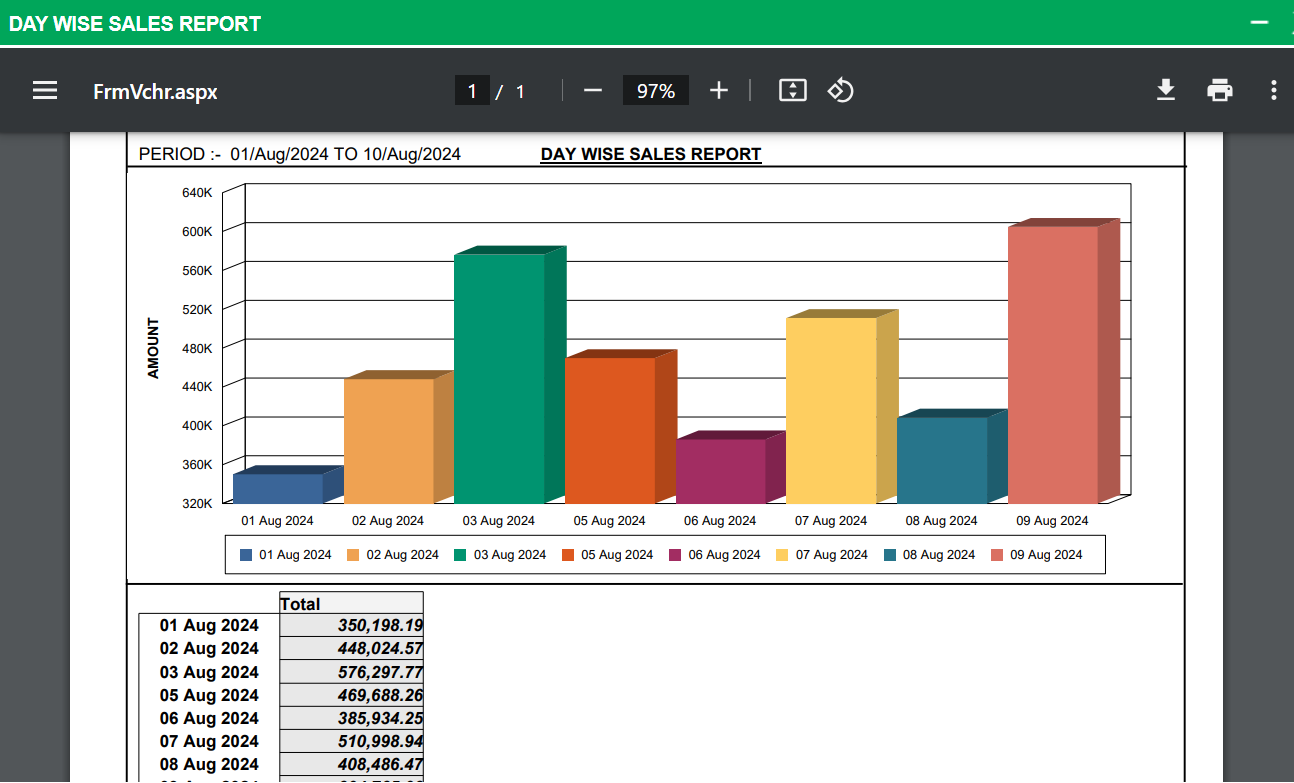 DAY WISE SALES REPORT
FrmVchr.aspx 1 / 1 97%
PERIOD :- 01/Aug/2024 TO 10/Aug/2024 DAY WISE SALES REPORT
640K
600K
560K
520K
480K
440K
400K
360K
320K
AMOUNT
01 Aug 2024 02 Aug 2024 03 Aug 2024 05 Aug 2024 06 Aug 2024 07 Aug 2024 08 Aug 2024 09 Aug 2024
01 Aug 2024 02 Aug 2024 03 Aug 2024 05 Aug 2024 06 Aug 2024 07 Aug 2024 08 Aug 2024 09 Aug 2024
Total
01 Aug 2024 350,198.19
02 Aug 2024 448,024.57
03 Aug 2024 576,297.77
05 Aug 2024 469,688.26
06 Aug 2024 385,934.25
07 Aug 2024 510,998.94
08 Aug 2024 408,486.47